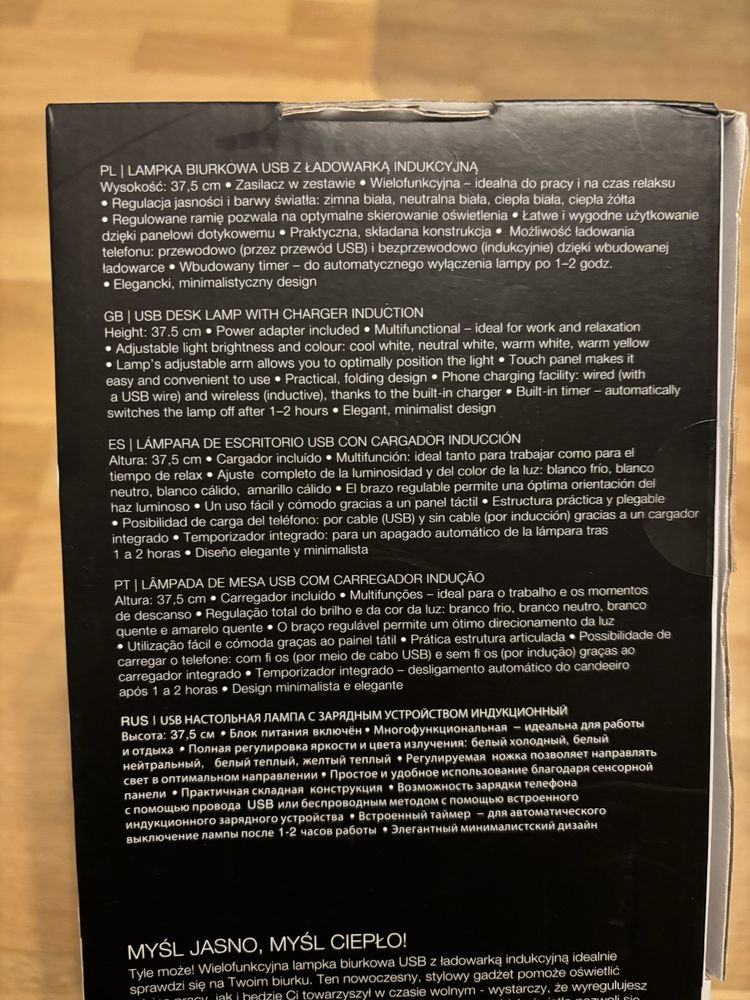 PL | LAMPKA BIURKOWA USB Z ŁADOWARKĄ INDUKCYJNĄ
Wysokość: 37,5 cm • Zasilacz w zestawie • Wielofunkcyjna – idealna do pracy i na czas relaksu
• Regulacja jasności i barwy światła: zimna biała, neutralna biała, ciepła biała, ciepła żółta
• Regulowane ramię pozwala na optymalne skierowanie oświetlenia • Łatwe i wygodne użytkowanie
dzięki panelowi dotykowemu • Praktyczna, składana konstrukcja • Możliwość ładowania
telefonu: przewodowo (przez przewód USB) i bezprzewodowo (indukcyjnie) dzięki wbudowanej
ładowarce • Wbudowany timer – do automatycznego wyłączenia lampy po 1–2 godz.
• Elegancki, minimalistyczny design
GB | USB DESK LAMP WITH CHARGER INDUCTION
Height: 37.5 cm • Power adapter included • Multifunctional – ideal for work and relaxation
• Adjustable light brightness and colour: cool white, neutral white, warm white, warm yellow
• Lamp's adjustable arm allows you to optimally position the light • Touch panel makes it
easy and convenient to use • Practical, folding design • Phone charging facility: wired (with
a USB wire) and wireless (inductive), thanks to the built-in charger • Built-in timer – automatically
switches the lamp off after 1–2 hours • Elegant, minimalist design
ES | LÁMPARA DE ESCRITORIO USB CON CARGADOR INDUCCIÓN
Altura: 37,5 cm • Cargador incluído • Multifunción: ideal tanto para trabajar como para el
tiempo de relax • Ajuste completo de la luminosidad y del color de la luz: blanco frío, blanco
neutro, blanco cálido, amarillo cálido • El brazo regulable permite una óptima orientación del
haz luminoso • Un uso fácil y cómodo gracias a un panel táctil • Estructura práctica y plegable
• Posibilidad de carga del teléfono: por cable (USB) y sin cable (por inducción) gracias a un cargador
integrado • Temporizador integrado: para un apagado automático de la lámpara tras
1 a 2 horas • Diseño elegante y minimalista
PT | LÂMPADA DE MESA USB COM CARREGADOR INDUÇÃO
Altura: 37,5 cm • Carregador incluído • Multifunções – ideal para o trabalho e os momentos
de descanso • Regulação total do brilho e da cor da luz: branco frio, branco neutro, branco
quente e amarelo quente • O braço regulável permite um ótimo direcionamento da luz
• Utilização fácil e cómoda graças ao painel tátil • Prática estrutura articulada • Possibilidade de
carregar o telefone: com fi os (por meio de cabo USB) e sem fi os (por indução) graças ao
carregador integrado • Temporizador integrado – desligamento automático do candeeiro
após 1 a 2 horas • Design minimalista e elegante
RUS | USB НАСТОЛЬНАЯ ЛАМПА С ЗАРЯДНЫМ УСТРОЙСТВОМ ИНДУКЦИОННЫЙ
Высота: 37,5 см • Блок питания включён • Многофункциональная – идеальна для работы
и отдыха • Полная регулировка яркости и цвета излучения: белый холодный, белый
нейтральный, белый теплый, желтый теплый • Регулируемая ножка позволяет направлять
свет в оптимальном направлении • Простое и удобное использование благодаря сенсорной
панели • Практичная складная конструкция • Возможность зарядки телефона
с помощью провода USB или беспроводным методом с помощью встроенного
индукционного зарядного устройства • Встроенный таймер – для автоматического
выключение лампы после 1-2 часов работы • Элегантный минималистский дизайн
MYŚL JASNO, MYŚL CIEPŁO!
Tyle może! Wielofunkcyjna lampka biurkowa USB z ładowarką indukcyjną idealnie
sprawdzi się na Twoim biurku. Ten nowoczesny, stylowy gadżet pomoże oświetlić
pracy, jak i będzie Ci towarzyszył w czasie wolnym - wystarczy, że wyregulujesz